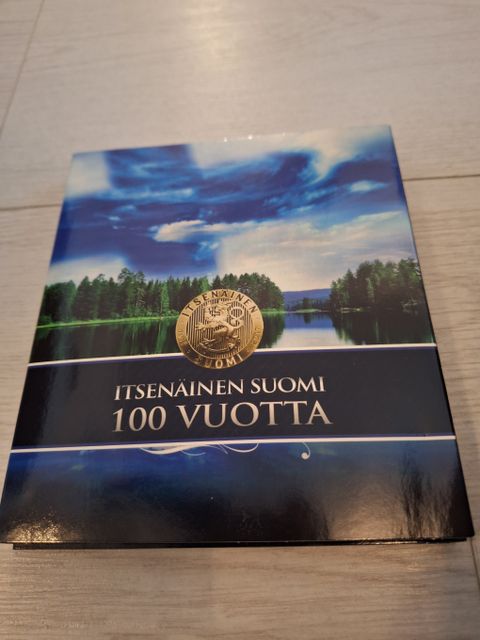 ITSENÄINEN
SUOMI
ITSENÄINEN SUOMI
100 VUOTTA